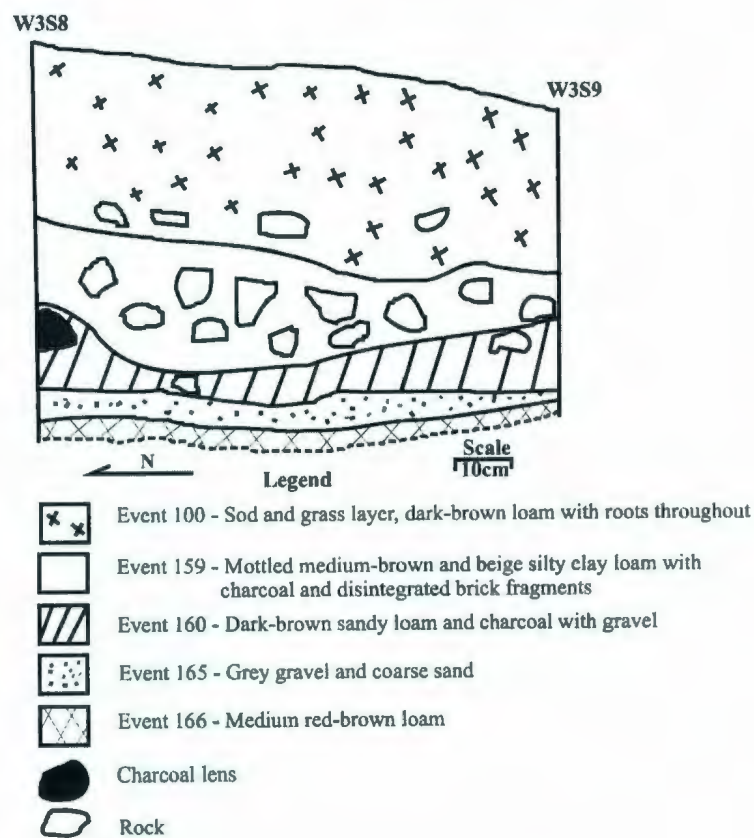 W3S8
W3S9
N
Scale
10cm
Legend
Event 100 - Sod and grass layer, dark-brown loam with roots throughout
Event 159 - Mottled medium-brown and beige silty clay loam with
charcoal and disintegrated brick fragments
Event 160 - Dark-brown sandy loam and charcoal with gravel
Event 165 - Grey gravel and coarse sand
Event 166 - Medium red-brown loam
Charcoal lens
Rock